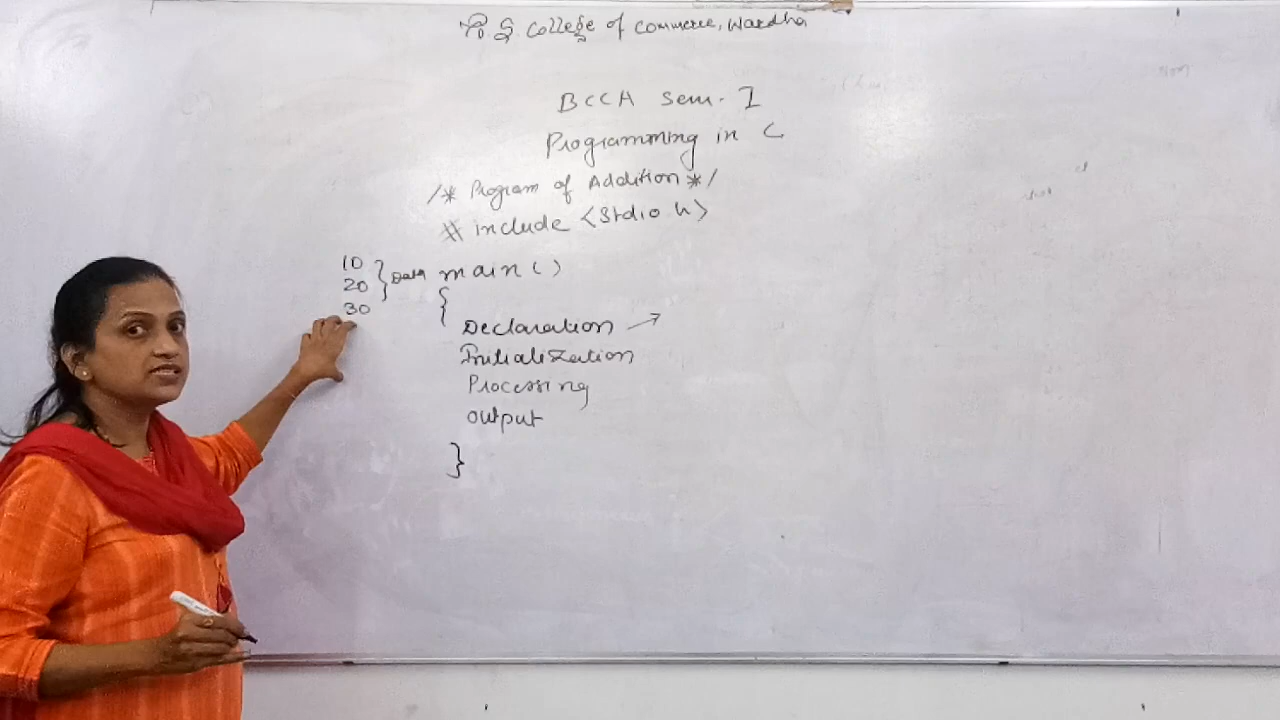 G. S. College of Commerce, Wardha
BCCA Sem. I
Programming in C
/* Program of Addition */
# include <Stdio.h>
10
20
30
} Data
main ( )
{
Declaration →
Initialization
Processing
output
}